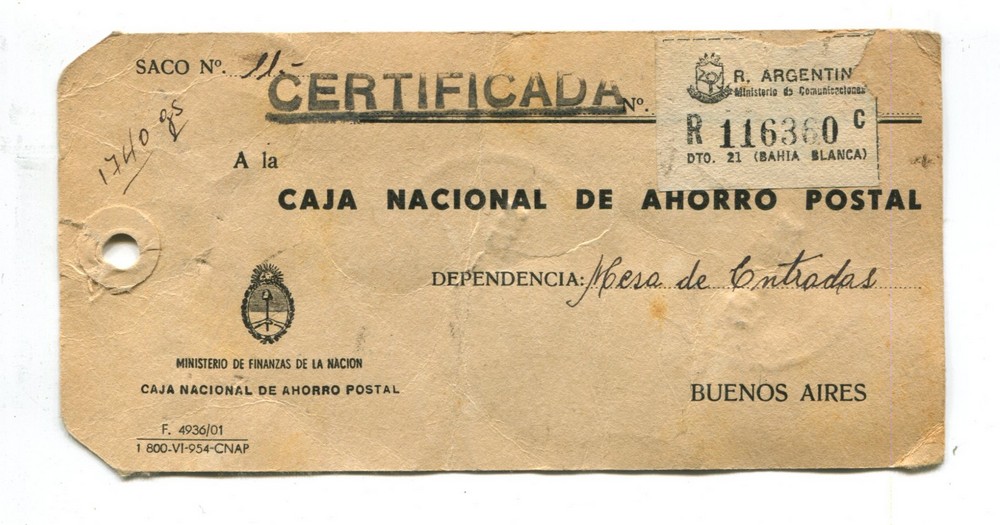 SACO Nº. 11-
CERTIFICADA Nº.
1740 gs
R. ARGENTIN
Ministerio de Comunicaciones
R 116360 C
DTO. 21 (BAHIA BLANCA)
A la
CAJA NACIONAL DE AHORRO POSTAL
DEPENDENCIA: Mesa de Entradas
MINISTERIO DE FINANZAS DE LA NACION
CAJA NACIONAL DE AHORRO POSTAL
BUENOS AIRES
F. 4936/01
1 800-VI-954-CNAP